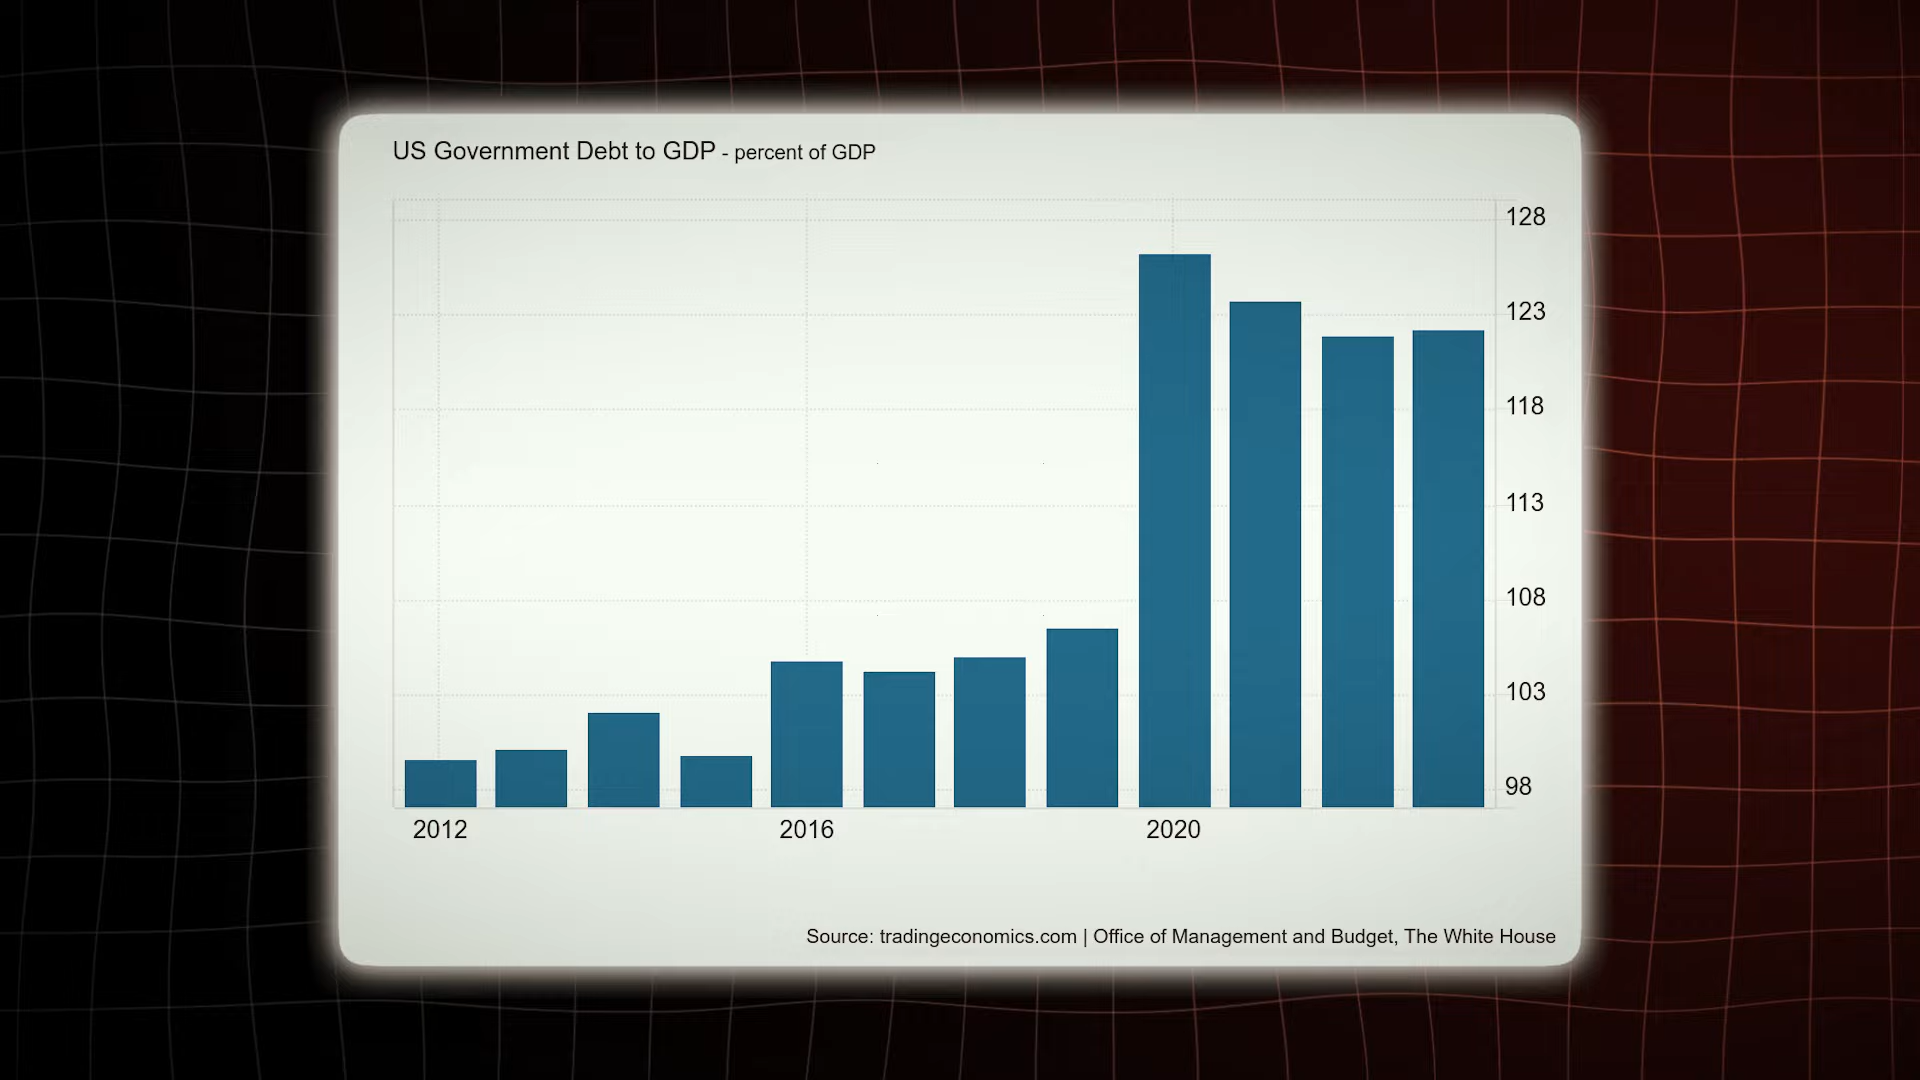 US Government Debt to GDP - percent of GDP
128
123
118
113
108
103
98
2012 2016 2020
Source: tradingeconomics.com | Office of Management and Budget, The White House